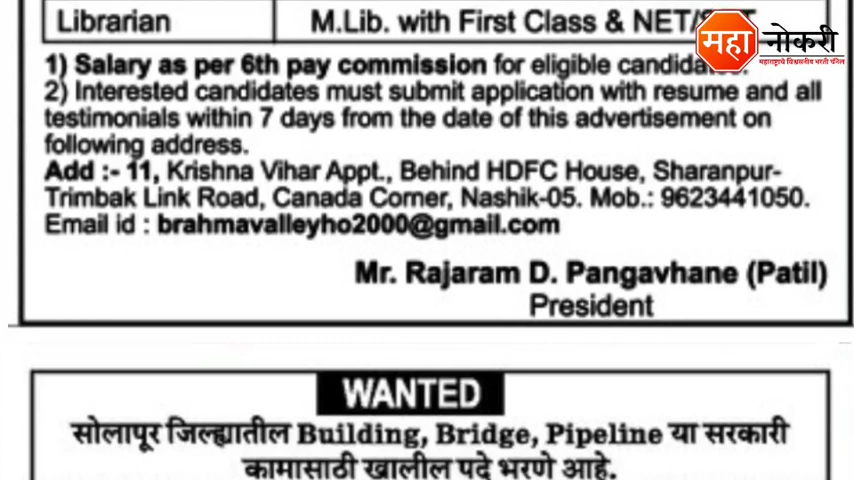 Librarian
M.Lib. with First Class & NET/
महा नोकरी
1) Salary as per 6th pay commission for eligible
2) Interested candidates must submit application with resume and all
testimonials within 7 days from the date of this advertisement on
following address.
Add :- 11, Krishna Vihar Appt., Behind HDFC House, Sharanpur-
Trimbak Link Road, Canada Corner, Nashik-05. Mob.: 9623441050.
Email id : brahmavalleyho2000@gmail.com
Mr. Rajaram D. Pangavhane (Patil)
President
WANTED
सोलापूर जिल्ह्यातील Building, Bridge, Pipeline या सरकारी
कामासाठी खालील पदे भरणे आहे.